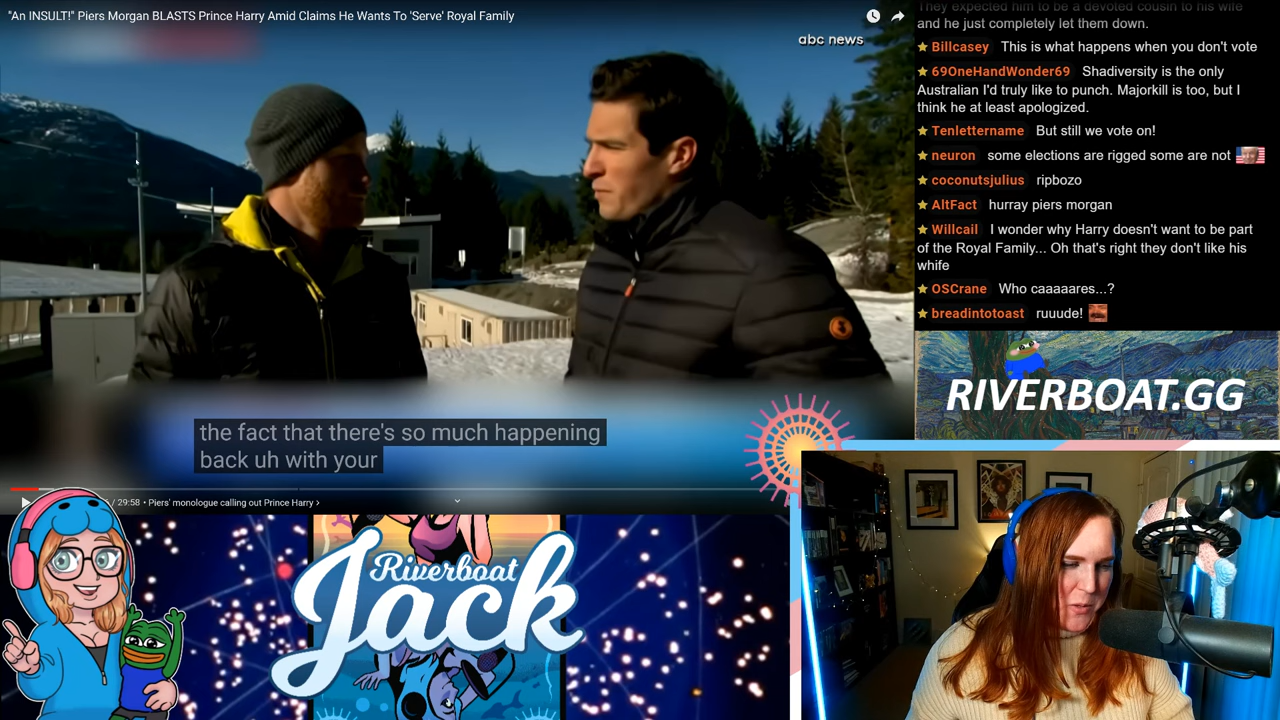 "An INSULT!" Piers Morgan BLASTS Prince Harry Amid Claims He Wants To 'Serve' Royal Family
abc news
the fact that there's so much happening
back uh with your
/ 29:58 • Piers' monologue calling out Prince Harry >
Riverboat
Jack
They expected him to be a devoted cousin to his wife
and he just completely let them down.
Billcasey This is what happens when you don't vote
69OneHandWonder69 Shadiversity is the only
Australian I'd truly like to punch. Majorkill is too, but I
think he at least apologized.
Tenlettername But still we vote on!
neuron some elections are rigged some are not
coconutsjulius ripbozo
AltFact hurray piers morgan
Willcail I wonder why Harry doesn't want to be part
of the Royal Family... Oh that's right they don't like his
whife
OSCrane Who caaaaares...?
breadintotoast ruuude!
RIVERBOAT.GG